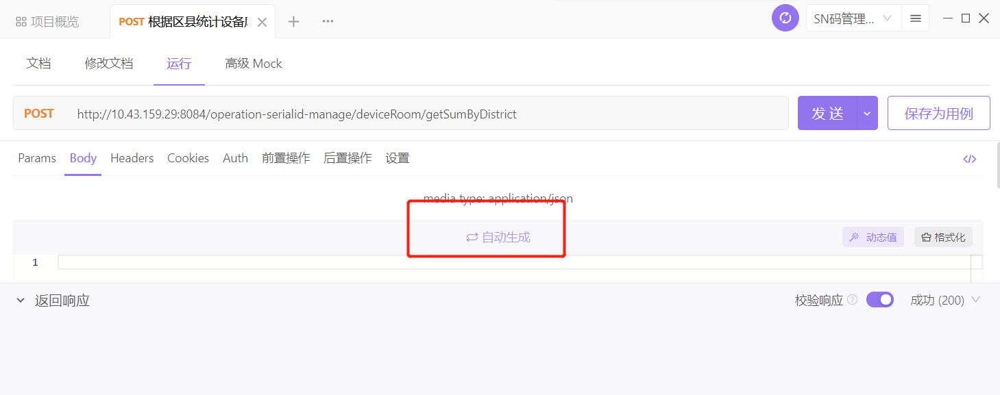 项目概览
POST 根据区县统计设备
SN码管理...
文档 修改文档 运行 高级 Mock
POST http://10.43.159.29:8084/operation-serialid-manage/deviceRoom/getSumByDistrict
发送
保存为用例
Params Body Headers Cookies Auth 前置操作 后置操作 设置
media type: application/json
自动生成
动态值
格式化
1
返回响应
校验响应
成功 (200)